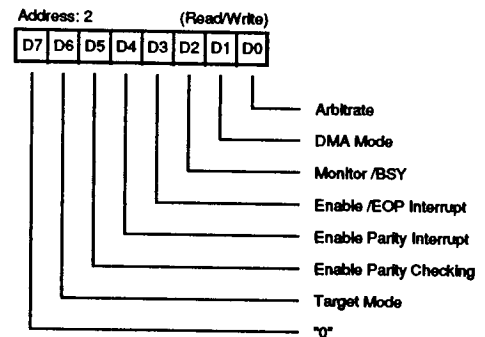 Address: 2 (Read/Write)
D7 D6 D5 D4 D3 D2 D1 D0
Arbitrate
DMA Mode
Monitor /BSY
Enable /EOP Interrupt
Enable Parity Interrupt
Enable Parity Checking
Target Mode
"0"